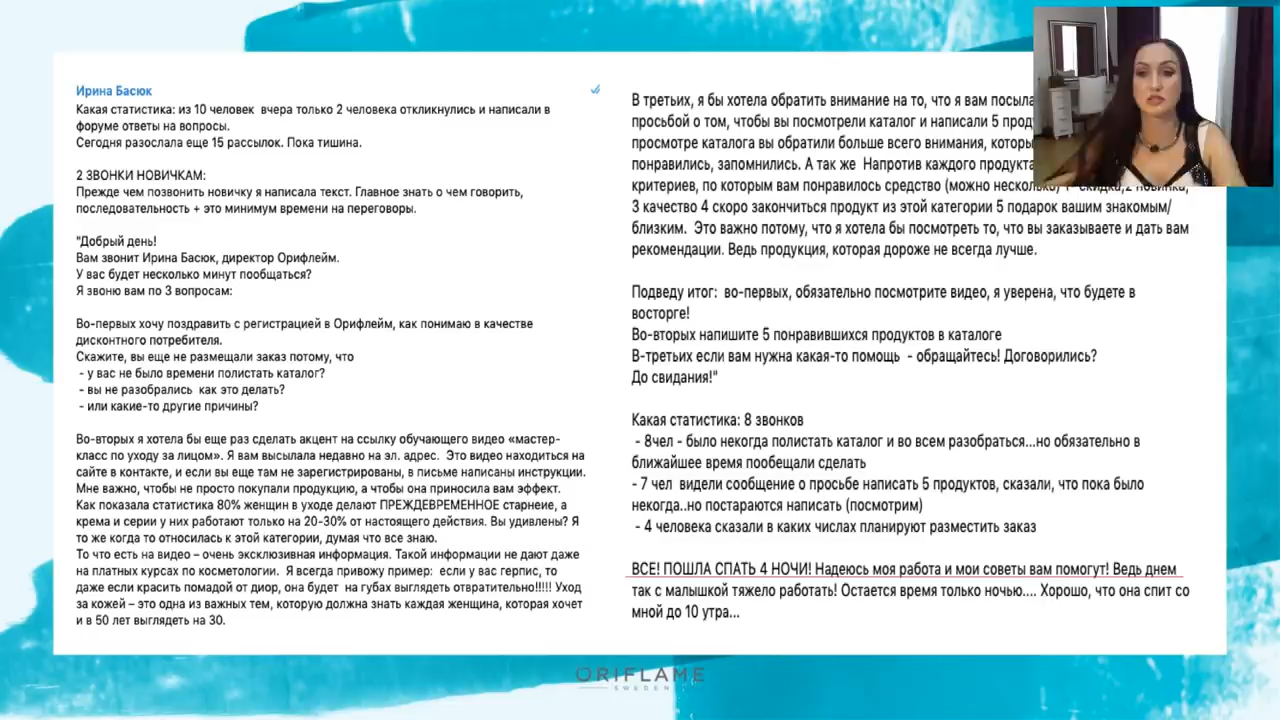 Ирина Басюк
Какая статистика: из 10 человек вчера только 2 человека откликнулись и написали в
форуме ответы на вопросы.
Сегодня разослала еще 15 рассылок. Пока тишина.
2 ЗВОНКИ НОВИЧКАМ:
Прежде чем позвонить новичку я написала текст. Главное знать о чем говорить,
последовательность + это минимум времени на переговоры.
"Добрый день!
Вам звонит Ирина Басюк, директор Орифлейм.
У вас будет несколько минут пообщаться?
Я звоню вам по 3 вопросам:
Во-первых хочу поздравить с регистрацией в Орифлейм, как понимаю в качестве
дисконтного потребителя.
Скажите, вы еще не размещали заказ потому, что
- у вас не было времени полистать каталог?
- вы не разобрались как это делать?
- или какие-то другие причины?
Во-вторых я хотела бы еще раз сделать акцент на ссылку обучающего видео «мастер-
класс по уходу за лицом». Я вам высылала недавно на эл. адрес. Это видео находиться на
сайте в контакте, и если вы еще там не зарегистрированы, в письме написаны инструкции.
Мне важно, чтобы не просто покупали продукцию, а чтобы она приносила вам эффект.
Как показала статистика 80% женщин в уходе делают ПРЕЖДЕВРЕМЕННОЕ старнеие, а
крема и серии у них работают только на 20-30% от настоящего действия. Вы удивлены? Я
то же когда то относилась к этой категории, думая что все знаю.
То что есть на видео – очень эксклюзивная информация. Такой информации не дают даже
на платных курсах по косметологии. Я всегда привожу пример: если у вас герпис, то
даже если красить помадой от диор, она будет на губах выглядеть отвратительно!!!!! Уход
за кожей – это одна из важных тем, которую должна знать каждая женщина, которая хочет
и в 50 лет выглядеть на 30.
В третьих, я бы хотела обратить внимание на то, что я вам
просьбой о том, чтобы вы посмотрели каталог и написали 5
просмотре каталога вы обратили больше всего внимания,
понравились, запомнились. А так же Напротив каждого продукта
критериев, по которым вам понравилось средство (можно
3 качество 4 скоро закончиться продукт из этой категории 5 подарок вашим знакомым/
близким. Это важно потому, что я хотела бы посмотреть то, что вы заказываете и дать вам
рекомендации. Ведь продукция, которая дороже не всегда лучше.
Подведу итог: во-первых, обязательно посмотрите видео, я уверена, что будете в
восторге!
Во-вторых напишите 5 понравившихся продуктов в каталоге
В-третьих если вам нужна какая-то помощь - обращайтесь! Договорились?
До свидания!"
Какая статистика: 8 звонков
- 8чел - было некогда полистать каталог и во всем разобраться...но обязательно в
ближайшее время пообещали сделать
- 7 чел видели сообщение о просьбе написать 5 продуктов, сказали, что пока было
некогда..но постараются написать (посмотрим)
- 4 человека сказали в каких числах планируют разместить заказ
ВСЕ! ПОШЛА СПАТЬ 4 НОЧИ! Надеюсь моя работа и мои советы вам помогут! Ведь днем
так с малышкой тяжело работать! Остается время только ночью.... Хорошо, что она спит со
мной до 10 утра...
ORIFLAME
SWEDEN